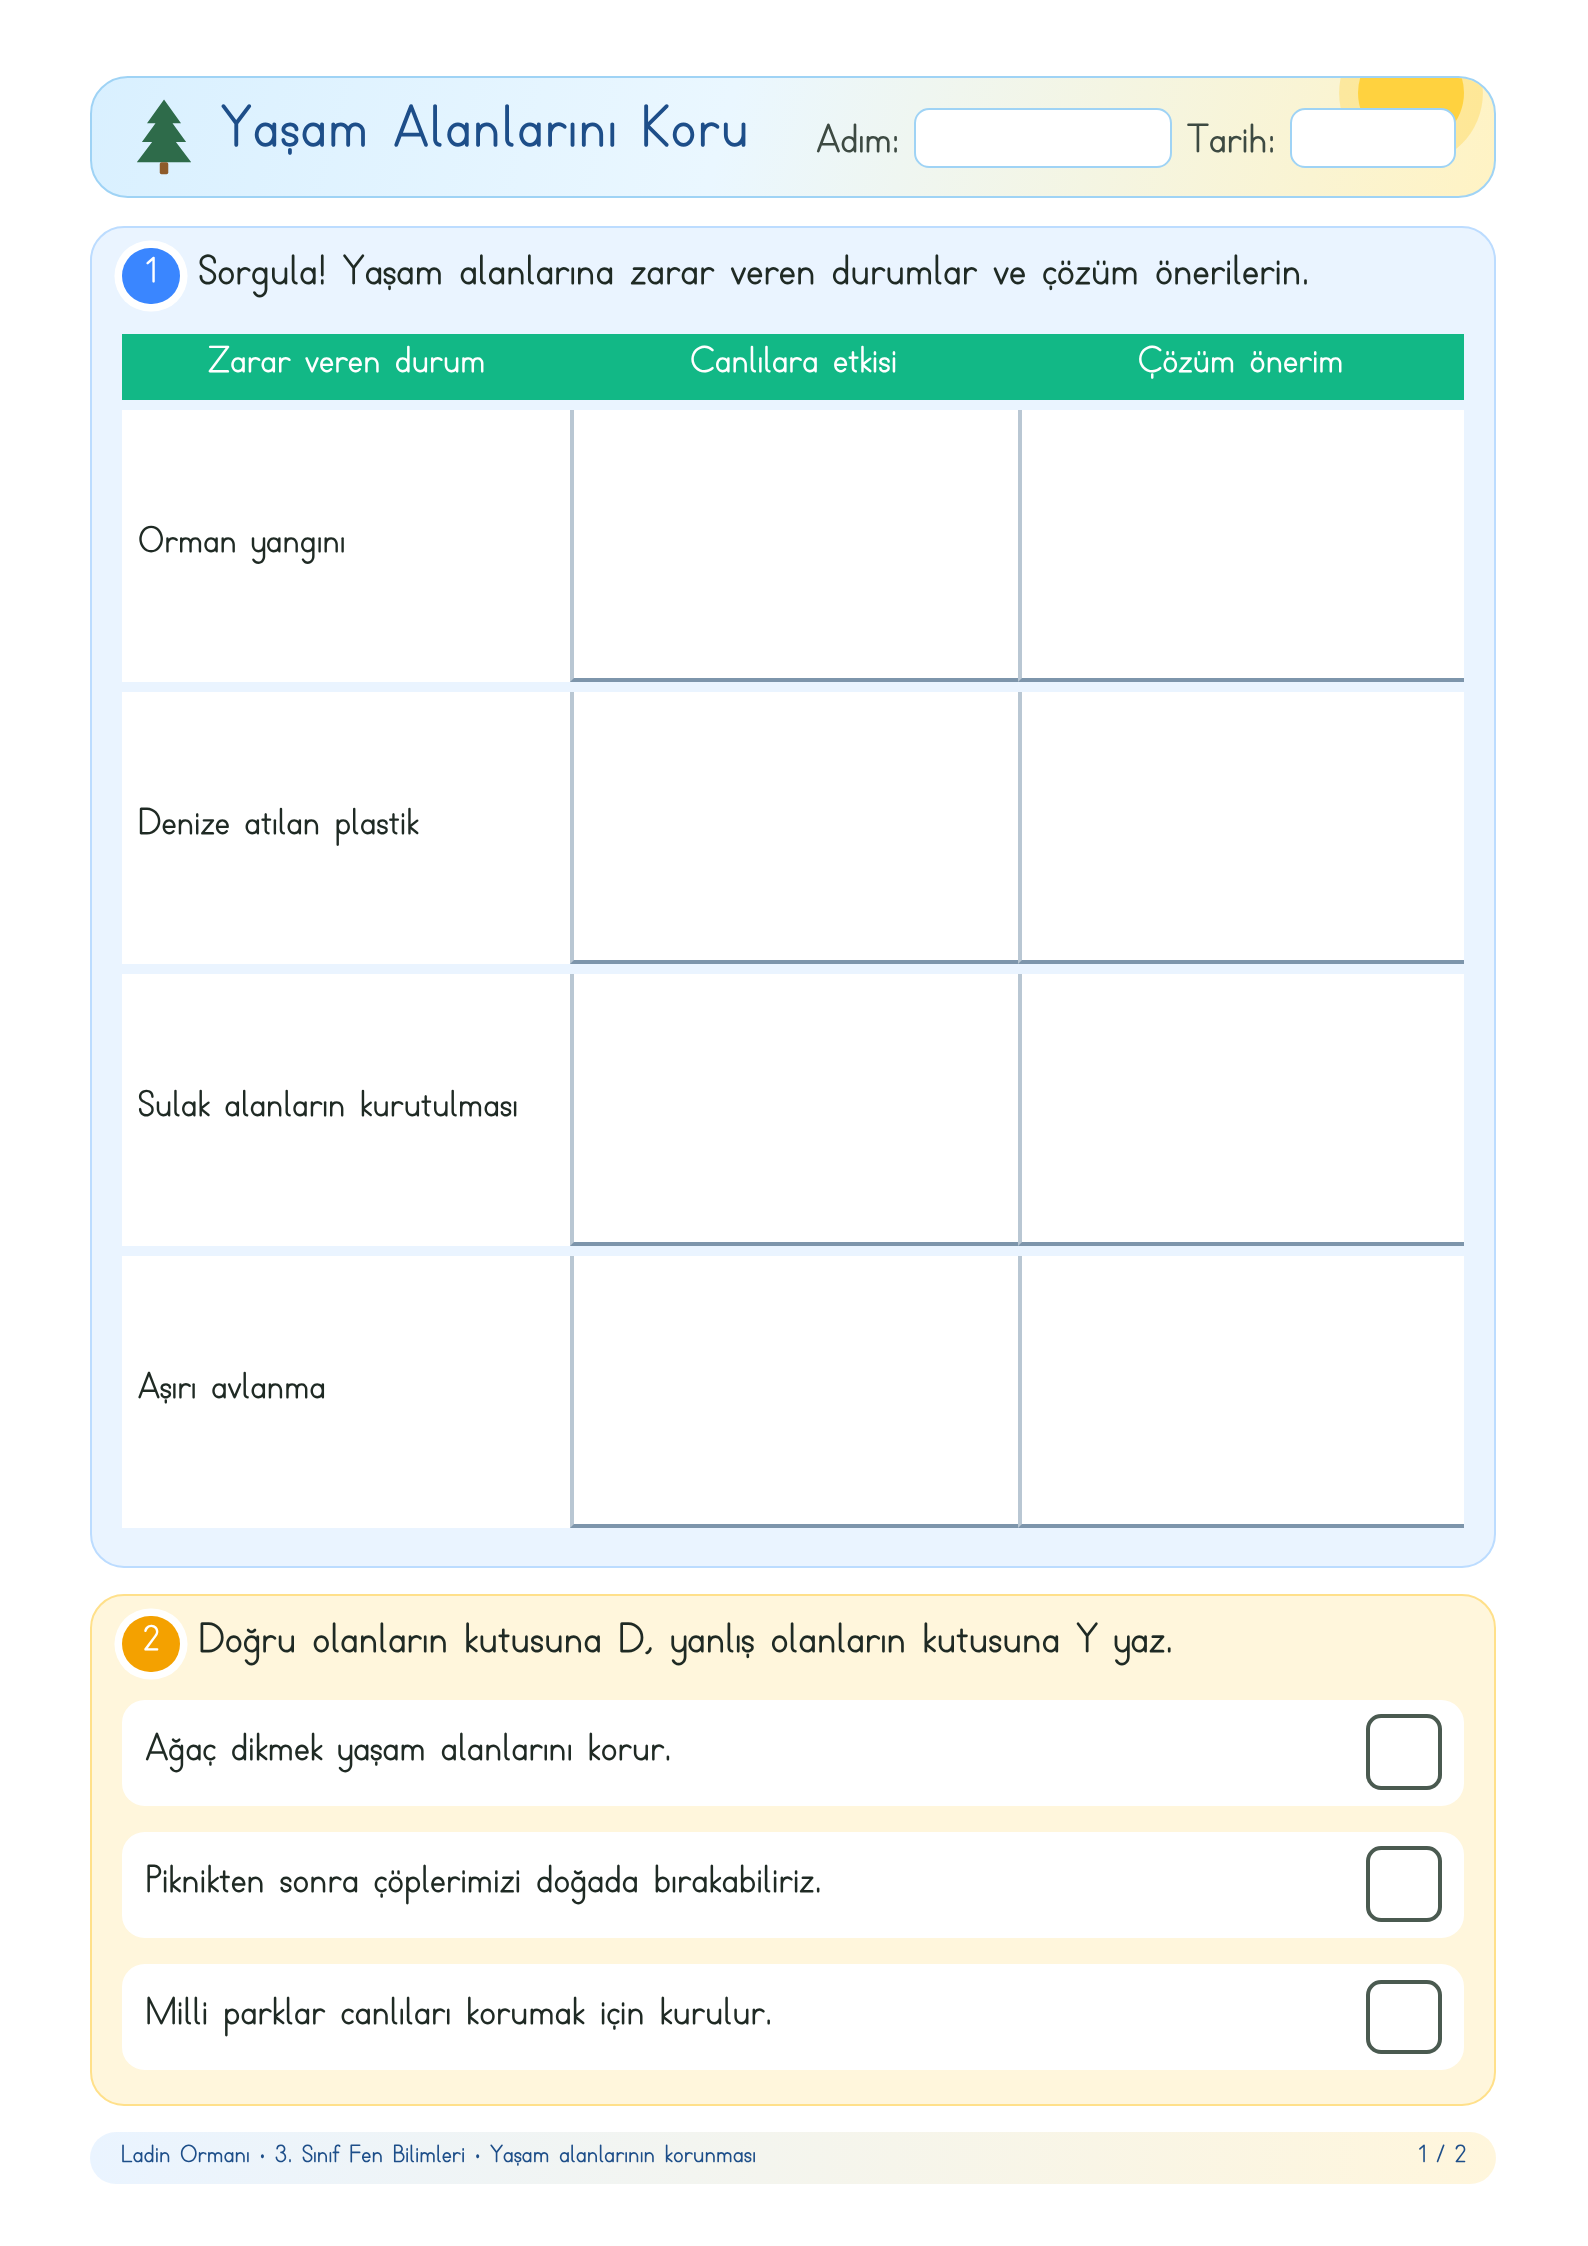 Yaşam Alanlarını Koru
Adım:
Tarih:
1
Sorgula! Yaşam alanlarına zarar veren durumlar ve çözüm önerilerin.
Zarar veren durum
Canlılara etkisi
Çözüm önerim
Orman yangını
Denize atılan plastik
Sulak alanların kurutulması
Aşırı avlanma
2
Doğru olanların kutusuna D, yanlış olanların kutusuna Y yaz.
Ağaç dikmek yaşam alanlarını korur.
Piknikten sonra çöplerimizi doğada bırakabiliriz.
Milli parklar canlıları korumak için kurulur.
Ladin Ormanı • 3. Sınıf Fen Bilimleri • Yaşam alanlarının korunması
1 / 2